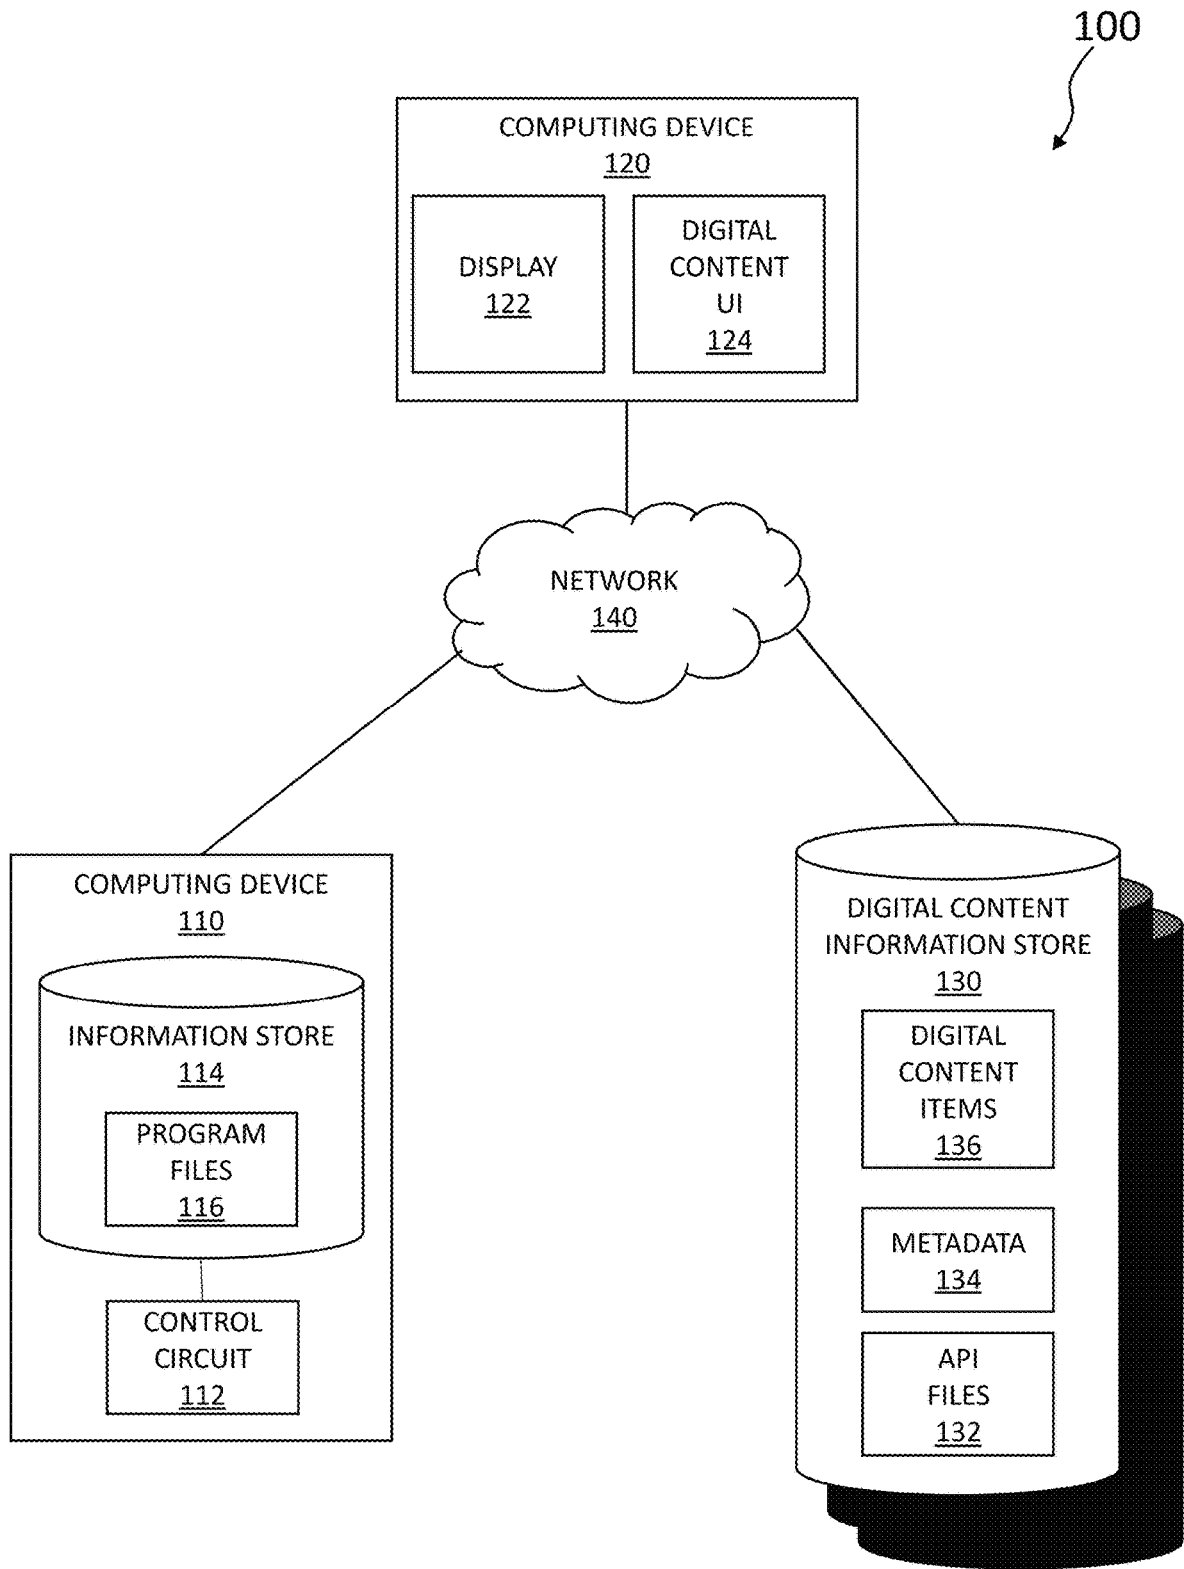 100
COMPUTING DEVICE
120
DISPLAY
122
DIGITAL
CONTENT
UI
124
NETWORK
140
COMPUTING DEVICE
110
INFORMATION STORE
114
PROGRAM
FILES
116
CONTROL
CIRCUIT
112
DIGITAL CONTENT
INFORMATION STORE
130
DIGITAL
CONTENT
ITEMS
136
METADATA
134
API
FILES
132